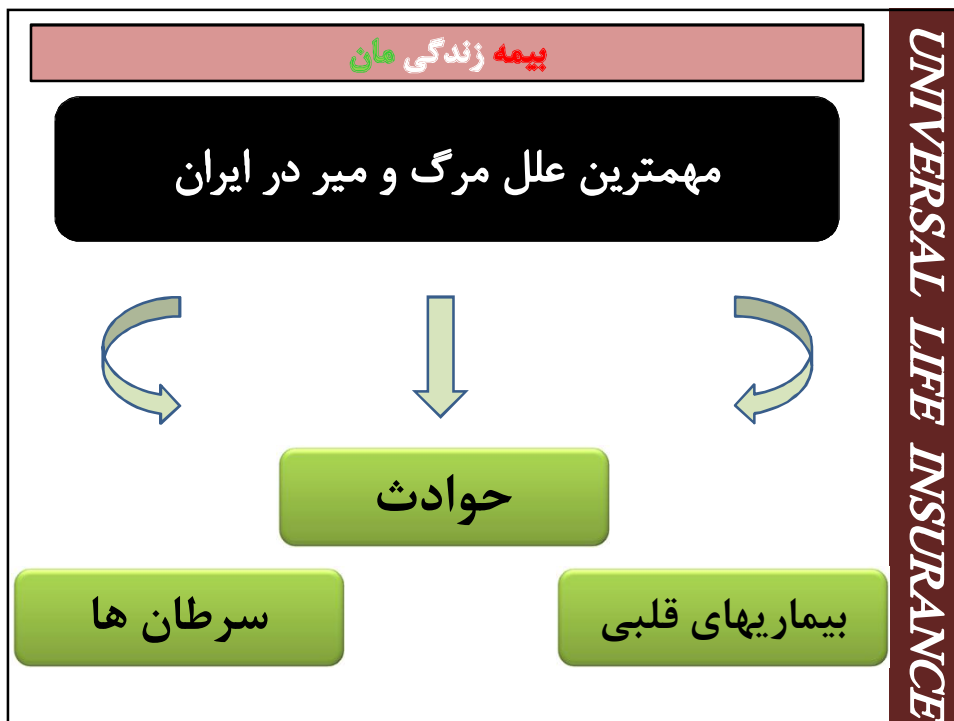 بیمه زندگی مان
مهمترین علل مرگ و میر در ایران
حوادث
بیماریهای قلبی
سرطان ها
UNIVERSAL LIFE INSURANCE